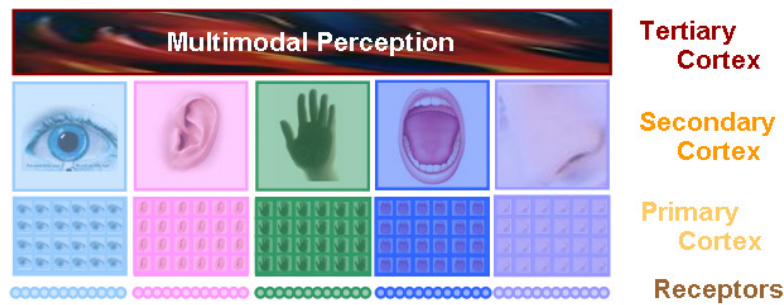 Multimodal Perception
Tertiary
Cortex
Secondary
Cortex
Primary
Cortex
Receptors